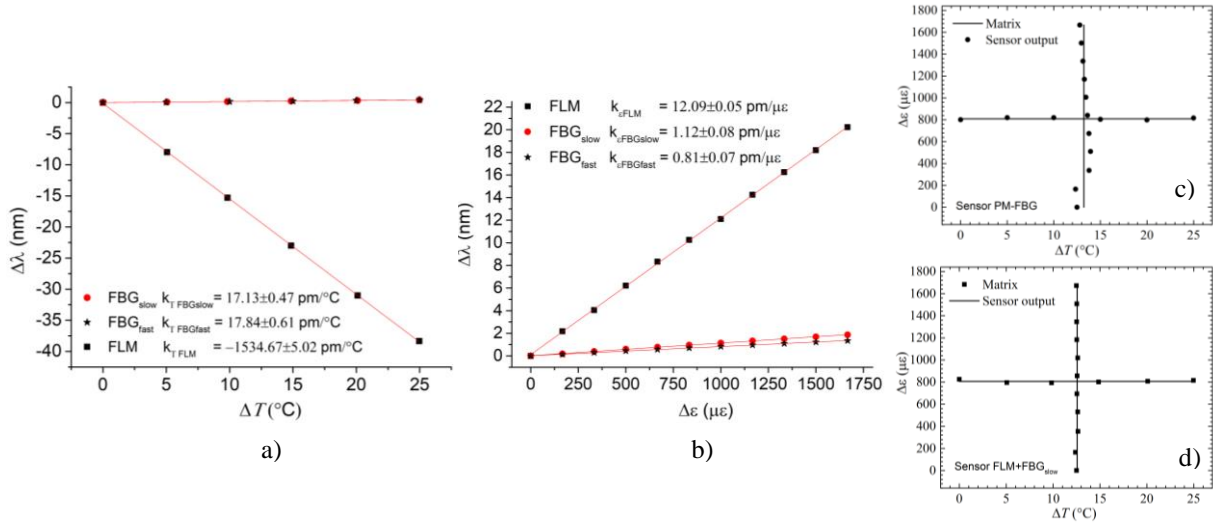 0
-5
-10
-15
-20
-25
-30
-35
-40
Δλ (nm)
FBGslow kT FBGslow = 17.13±0.47 pm/°C
FBGfast kT FBGfast = 17.84±0.61 pm/°C
FLM kT FLM = −1534.67±5.02 pm/°C
0 5 10 15 20 25
ΔT(°C)
a)
22
20
18
16
14
12
10
8
6
4
2
0
Δλ (nm)
FLM kεFLM = 12.09±0.05 pm/με
FBGslow kεFBGslow = 1.12±0.08 pm/με
FBGfast kεFBGfast = 0.81±0.07 pm/με
0 250 500 750 1000 1250 1500 1750
Δε (με)
b)
1800
1600
1400
1200
1000
800
600
400
200
0
Δε (με)
Matrix
Sensor output
Sensor PM-FBG
c)
0 5 10 15 20 25
ΔT (°C)
1800
1600
1400
1200
1000
800
600
400
200
0
Δε (με)
Matrix
Sensor output
Sensor FLM+FBGslow
d)
0 5 10 15 20 25
ΔT (°C)